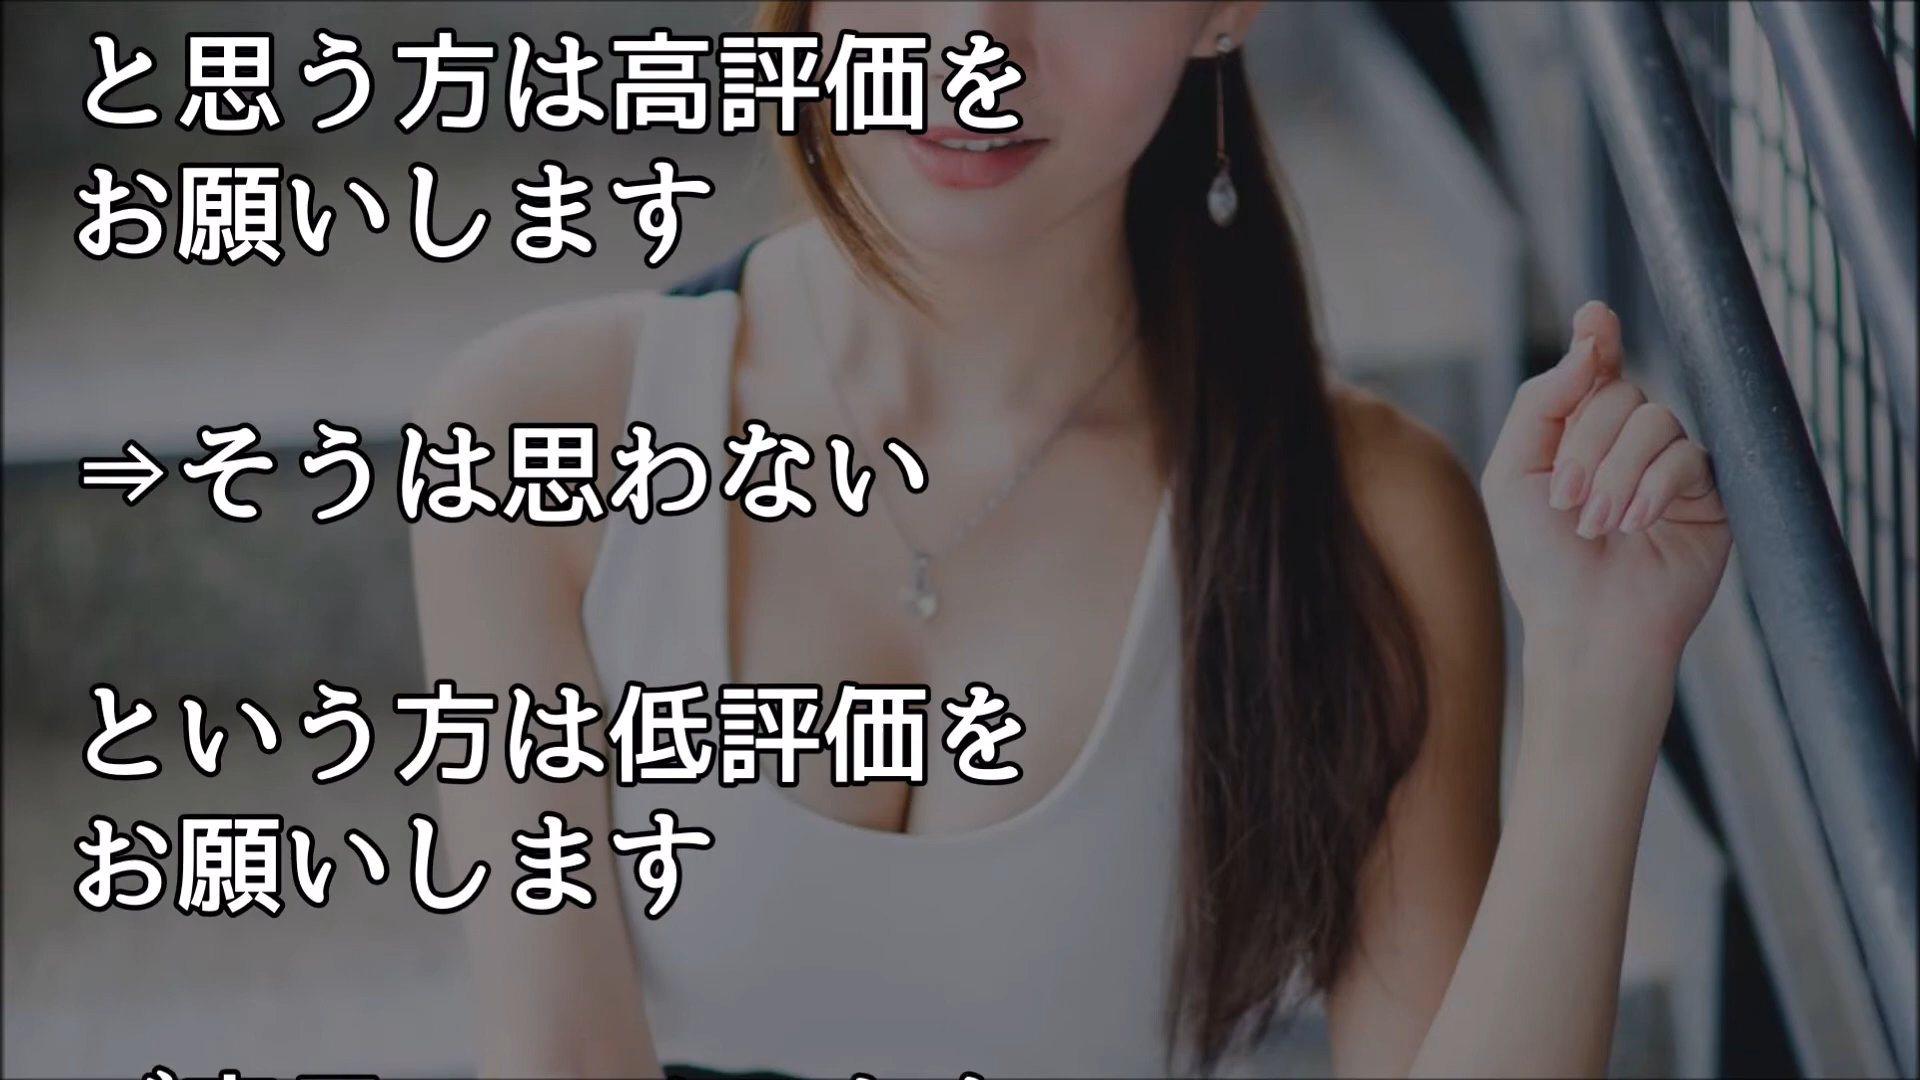 と思う方は高評価を
お願いします
⇒そうは思わない
という方は低評価を
お願いします